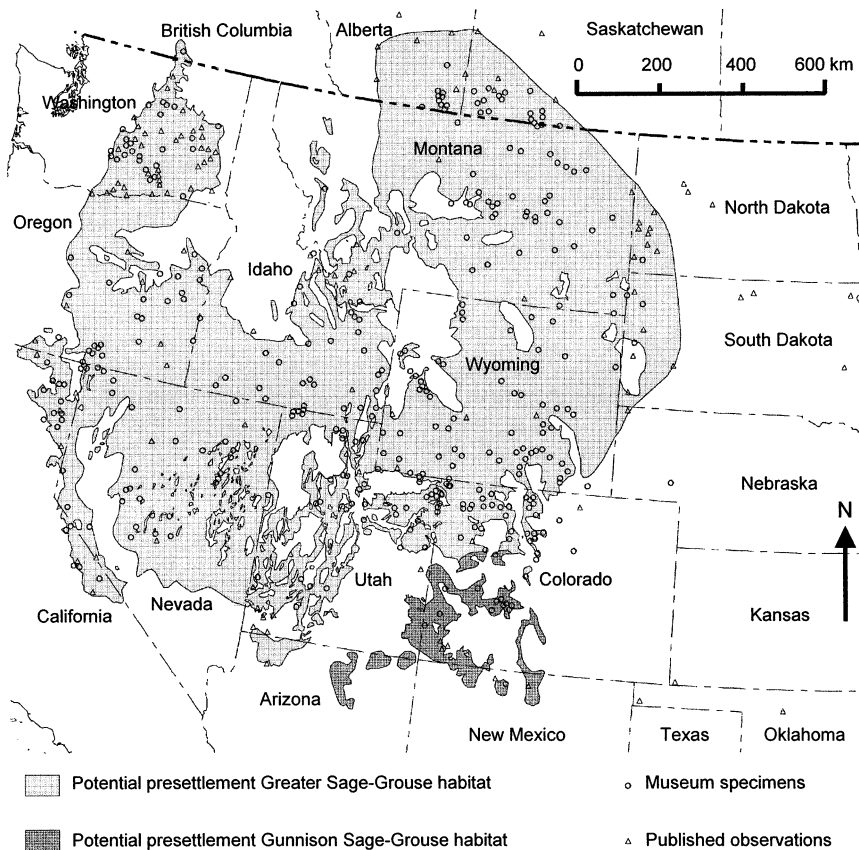 British Columbia
Alberta
Saskatchewan
0 200 400 600 km
Washington
Montana
North Dakota
Oregon
Idaho
South Dakota
Wyoming
Nebraska
N
Utah
Colorado
California
Nevada
Kansas
Arizona
New Mexico
Texas
Oklahoma
Potential presettlement Greater Sage-Grouse habitat
Museum specimens
Potential presettlement Gunnison Sage-Grouse habitat
Published observations